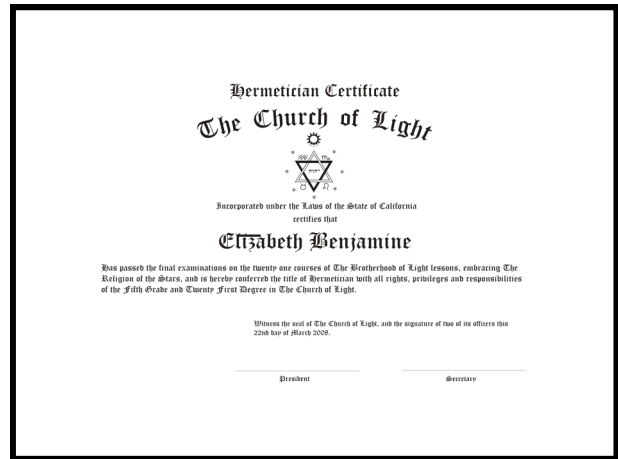 Hermetician Certificate
The Church of Light
Incorporated under the Laws of the State of California
certifies that
Elizabeth Benjamine
Has passed the final examinations on the twenty one courses of The Brotherhood of Light lessons, embracing The
Religion of the Stars, and is hereby conferred the title of Hermetician with all rights, privileges and responsibilities
of the Fifth Grade and Twenty First Degree in The Church of Light.
Witness the seal of The Church of Light, and the signature of two of its officers this
22nd day of March 2008.
President Secretary